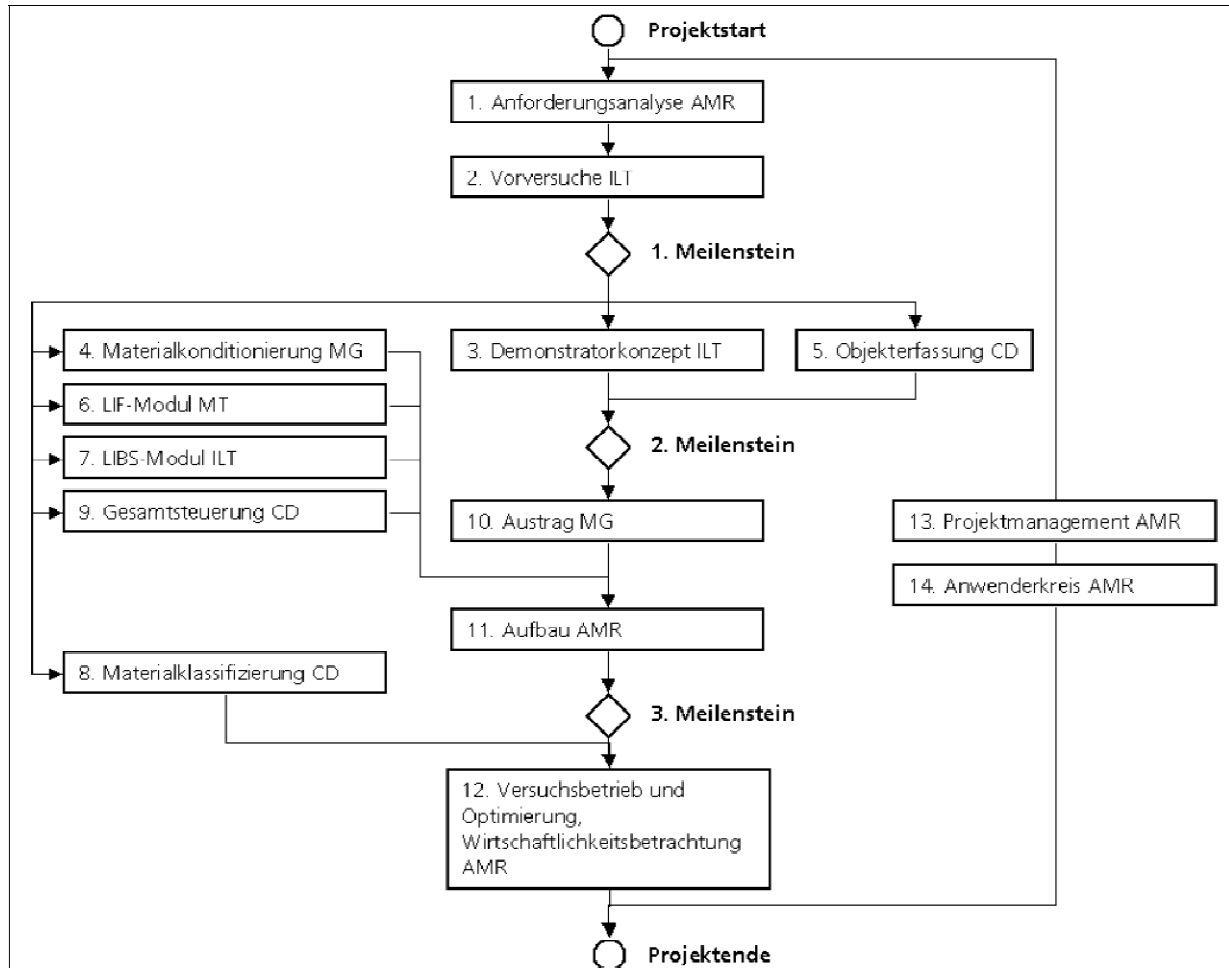 Projektstart
1. Anforderungsanalyse AMR
2. Vorversuche ILT
1. Meilenstein
4. Materialkonditionierung MG
3. Demonstratorkonzept ILT
5. Objekterfassung CD
6. LIF-Modul MT
7. LIBS-Modul ILT
2. Meilenstein
9. Gesamtsteuerung CD
10. Austrag MG
13. Projektmanagement AMR
14. Anwenderkreis AMR
11. Aufbau AMR
8. Materialklassifizierung CD
3. Meilenstein
12. Versuchsbetrieb und
Optimierung,
Wirtschaftlichkeitsbetrachtung
AMR
Projektende